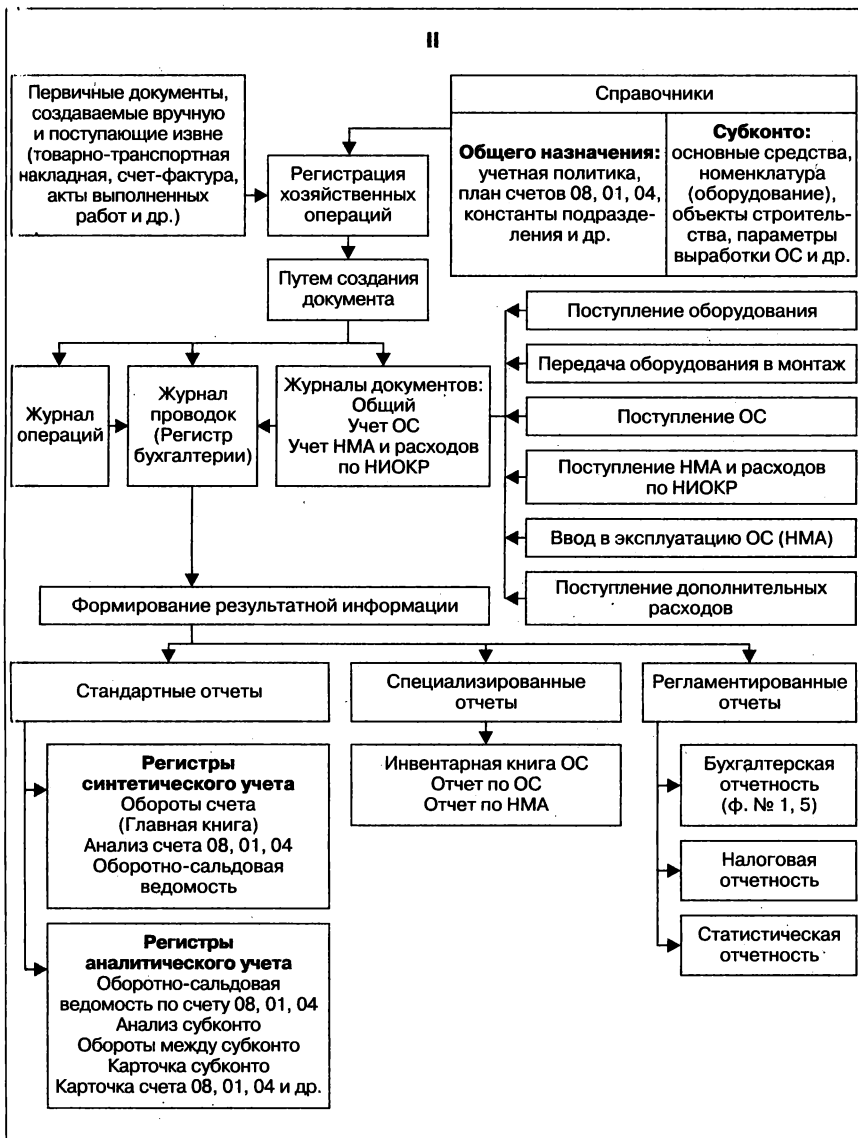 II
Первичные документы,
создаваемые вручную
и поступающие извне
(товарно-транспортная
накладная, счет-фактура,
акты выполненных
работ и др.)
Регистрация
хозяйственных
операций
Справочники
Общего назначения:
учетная политика,
план счетов 08, 01, 04,
константы подразде-
ления и др.
Субконто:
основные средства,
номенклатура
(оборудование),
объекты строитель-
ства, параметры
выработки ОС и др.
Путем создания
документа
Журнал
операций
Журнал
проводок
(Регистр
бухгалтерии)
Журналы документов:
Общий
Учет ОС
Учет НМА и расходов
по НИОКР
Поступление оборудования
Передача оборудования в монтаж
Поступление ОС
Поступление НМА и расходов
по НИОКР
Ввод в эксплуатацию ОС (НМА)
Поступление дополнительных
расходов
Формирование результатной информации
Стандартные отчеты
Специализированные
отчеты
Регламентированные
отчеты
Регистры
синтетического учета
Обороты счета
(Главная книга)
Анализ счета 08, 01, 04
Оборотно-сальдовая
ведомость
Инвентарная книга ОС
Отчет по ОС
Отчет по НМА
Бухгалтерская
отчетность
(ф. № 1, 5)
Налоговая
отчетность
Статистическая
отчетность
Регистры
аналитического учета
Оборотно-сальдовая
ведомость по счету 08, 01, 04
Анализ субконто
Обороты между субконто
Карточка субконто
Карточка счета 08, 01, 04 и др.